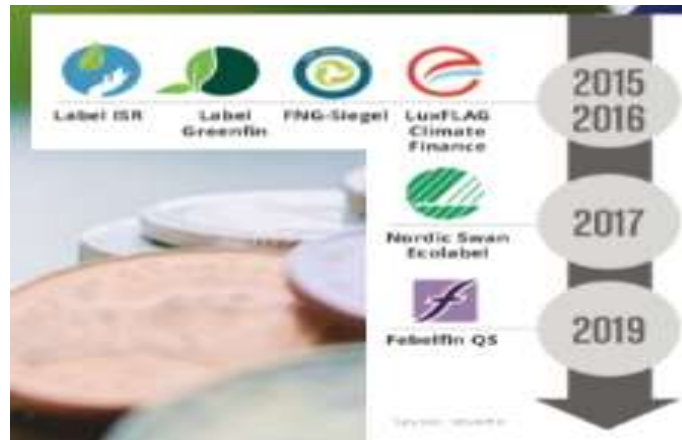 2015
2016
Label ISR
Label
Greenfin
FNG-Siegel
LuxFLAG
Climate
Finance
Nordic Swan
Ecolabel
2017
Febelfin QS
2019